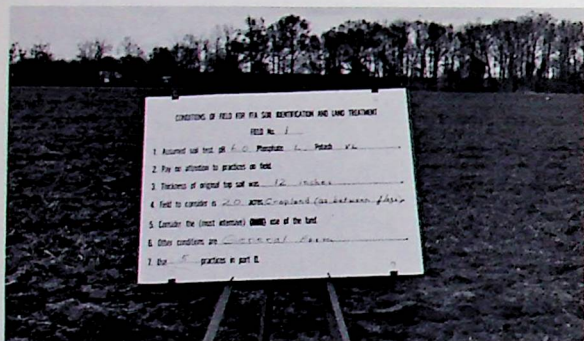 CONDITIONS OF FIELD FOR FFA SOIL IDENTIFICATION AND LAND TREATMENT
FIELD No. 1
1. Assumed soil test. pH 6.0 Phosphate L Potash VL
2. Pay no attention to practices on field.
3. Thickness of original top soil was 12 inches
4. Field to consider is 20 acres Cropland (as between flags)
5. Consider the (most intensive) use of the land.
6. Other conditions are General Farm
7. Use 5 practices in part II.